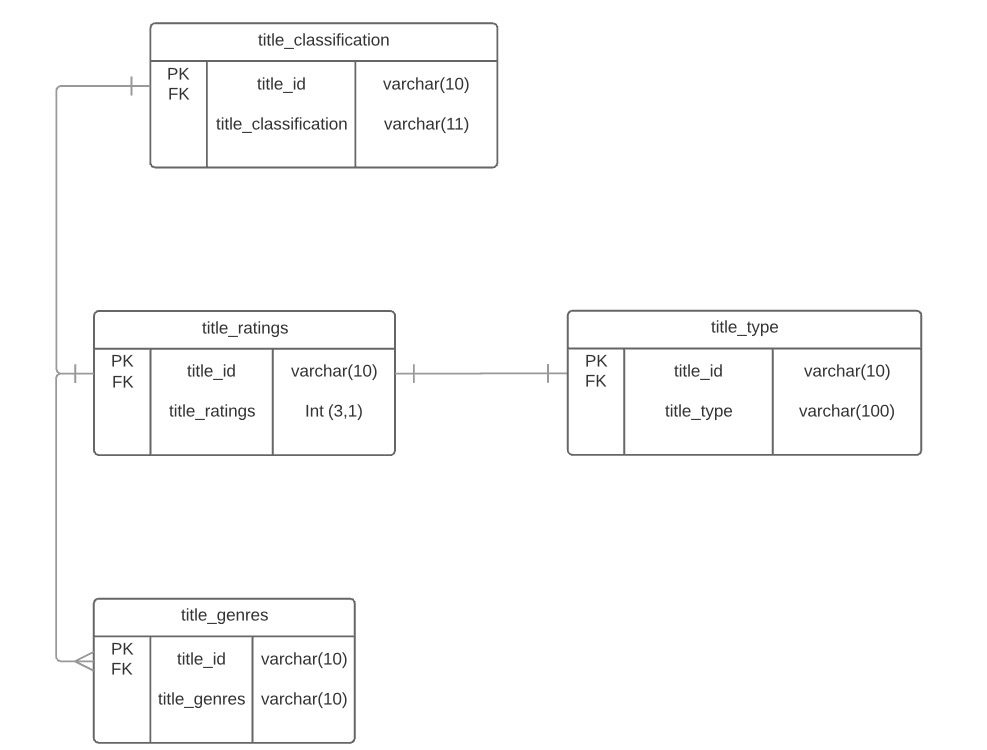 title_classification
PK
FK
title_id
varchar(10)
title_classification
varchar(11)
title_ratings
PK
FK
title_id
varchar(10)
title_ratings
Int (3,1)
title_type
PK
FK
title_id
varchar(10)
title_type
varchar(100)
title_genres
PK
FK
title_id
varchar(10)
title_genres
varchar(10)